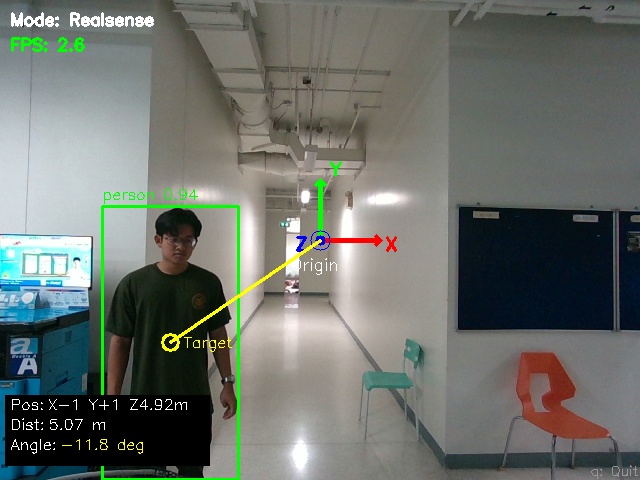 Mode: Realsense
FPS: 2.6
person 0.94
Y
Z
X
Origin
Target
a
A
Pos: X-1 Y+1 Z4.92m
Dist: 5.07 m
Angle: -11.8 deg
q: Quit